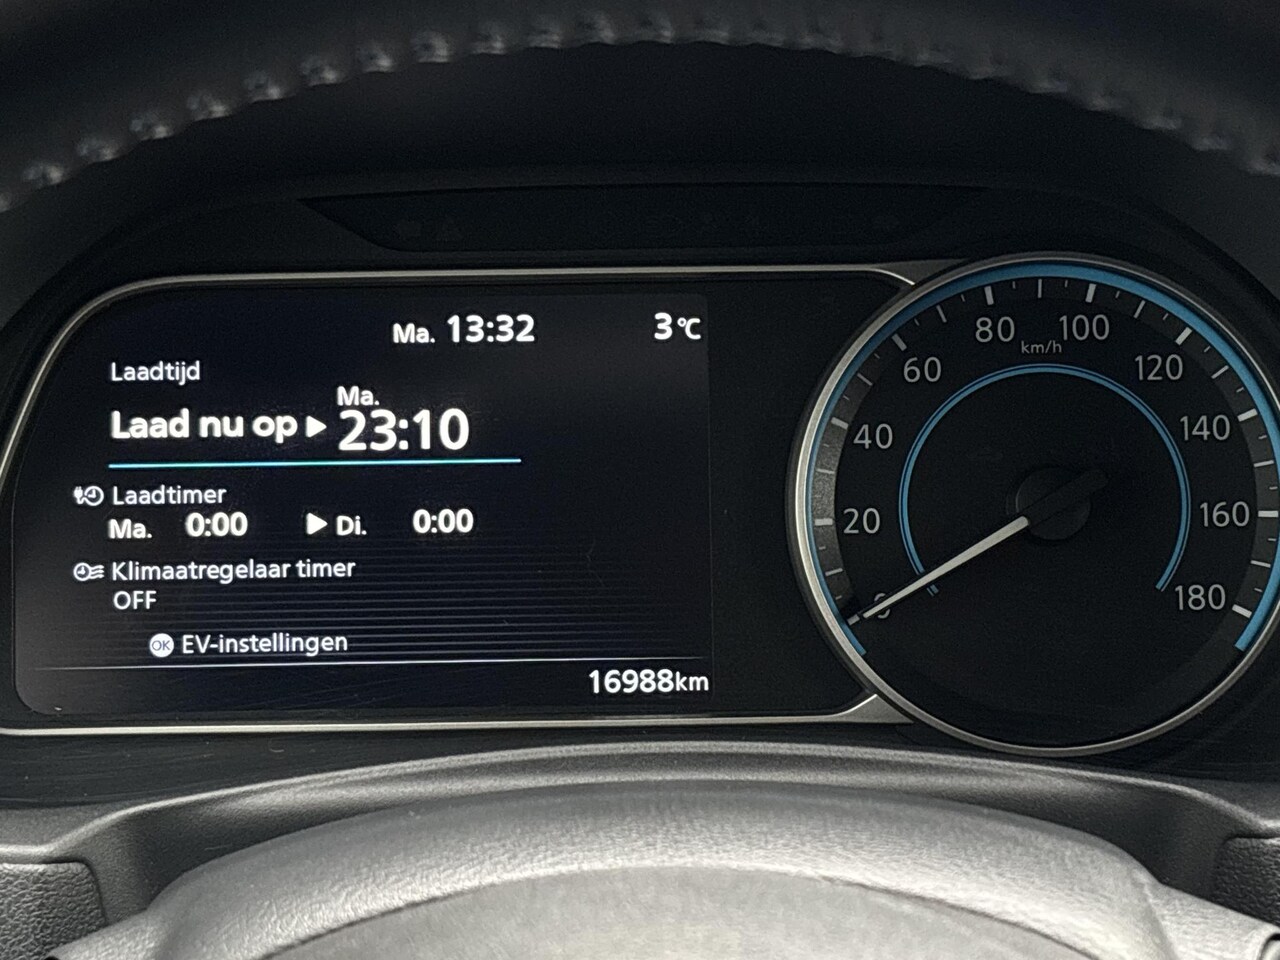 Ma. 13:32 3°C
Laadtijd
Ma.
Laad nu op ▶ 23:10
Laadtimer
Ma. 0:00 ▶ Di. 0:00
Klimaatregelaar timer
OFF
OK EV-instellingen
16988km
0
20
40
60
80
100
km/h
120
140
160
180